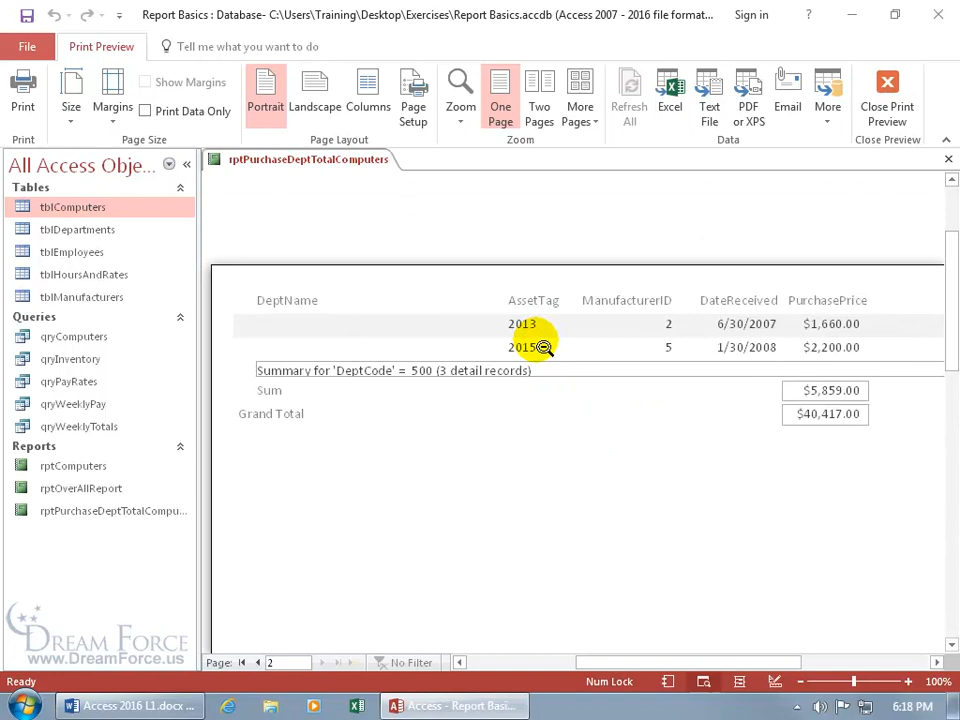 Report Basics : Database- C:\Users\Training\Desktop\Exercises\Report Basics.accdb (Access 2007 - 2016 file format...
Sign in
File
Print Preview
Tell me what you want to do
Print
Size
Margins
Show Margins
Print Data Only
Portrait
Landscape
Columns
Page Setup
Zoom
One Page
Two Pages
More Pages
Refresh All
Excel
Text File
PDF or XPS
Email
More
Close Print Preview
Print
Page Size
Page Layout
Zoom
Data
Close Preview
All Access Obje...
rptPurchaseDeptTotalComputers
Tables
tblComputers
tblDepartments
tblEmployees
tblHoursAndRates
tblManufacturers
Queries
qryComputers
qryInventory
qryPayRates
qryWeeklyPay
qryWeeklyTotals
Reports
rptComputers
rptOverAllReport
rptPurchaseDeptTotalCompu...
DeptName AssetTag ManufacturerID DateReceived PurchasePrice
2013 2 6/30/2007 $1,660.00
2015 5 1/30/2008 $2,200.00
Summary for 'DeptCode' = 500 (3 detail records)
Sum $5,859.00
Grand Total $40,417.00
DREAM FORCE
www.DreamForce.us
Page: 2 No Filter
Ready
Num Lock
100%
Access 2016 L1.docx ...
Access - Report Basi...
6:18 PM